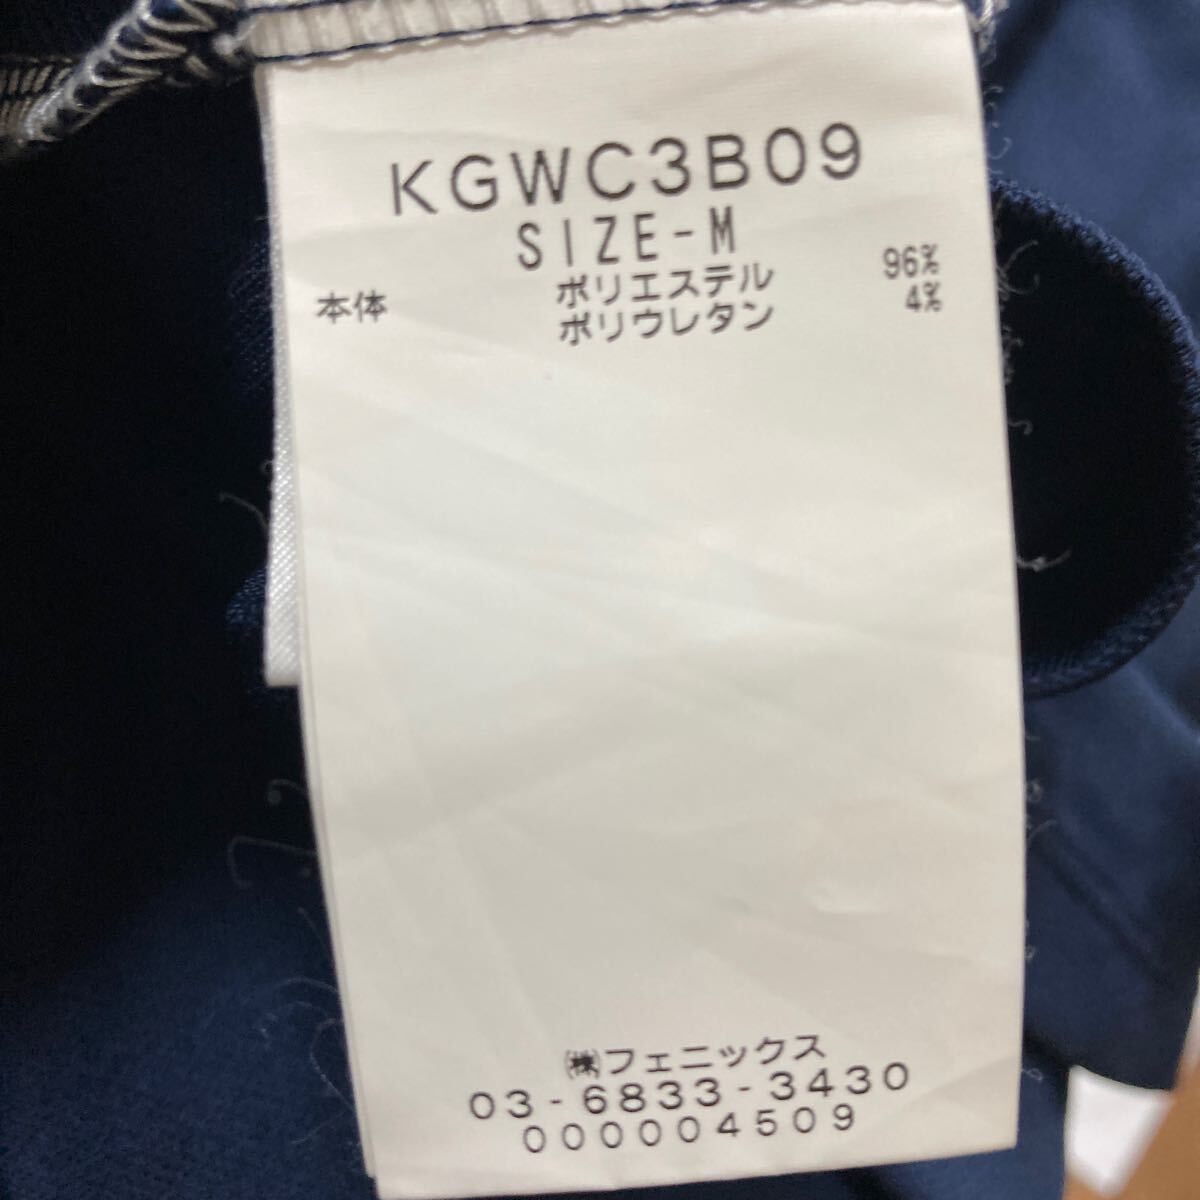 KGWC3B09
SIZE-M
本体 ポリエステル 96%
ポリウレタン 4%
㈱フェニックス
03-6833-3430
000004509